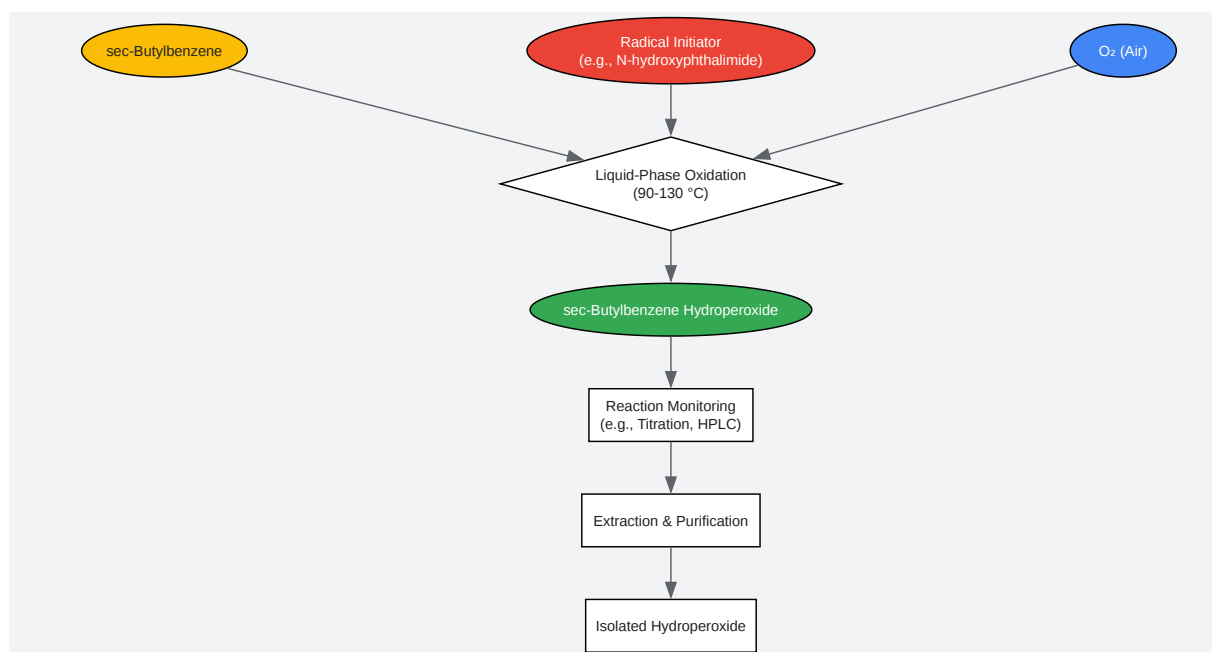 sec-Butylbenzene
Radical Initiator
(e.g., N-hydroxyphthalimide)
O₂ (Air)
Liquid-Phase Oxidation
(90-130 °C)
sec-Butylbenzene Hydroperoxide
Reaction Monitoring
(e.g., Titration, HPLC)
Extraction & Purification
Isolated Hydroperoxide